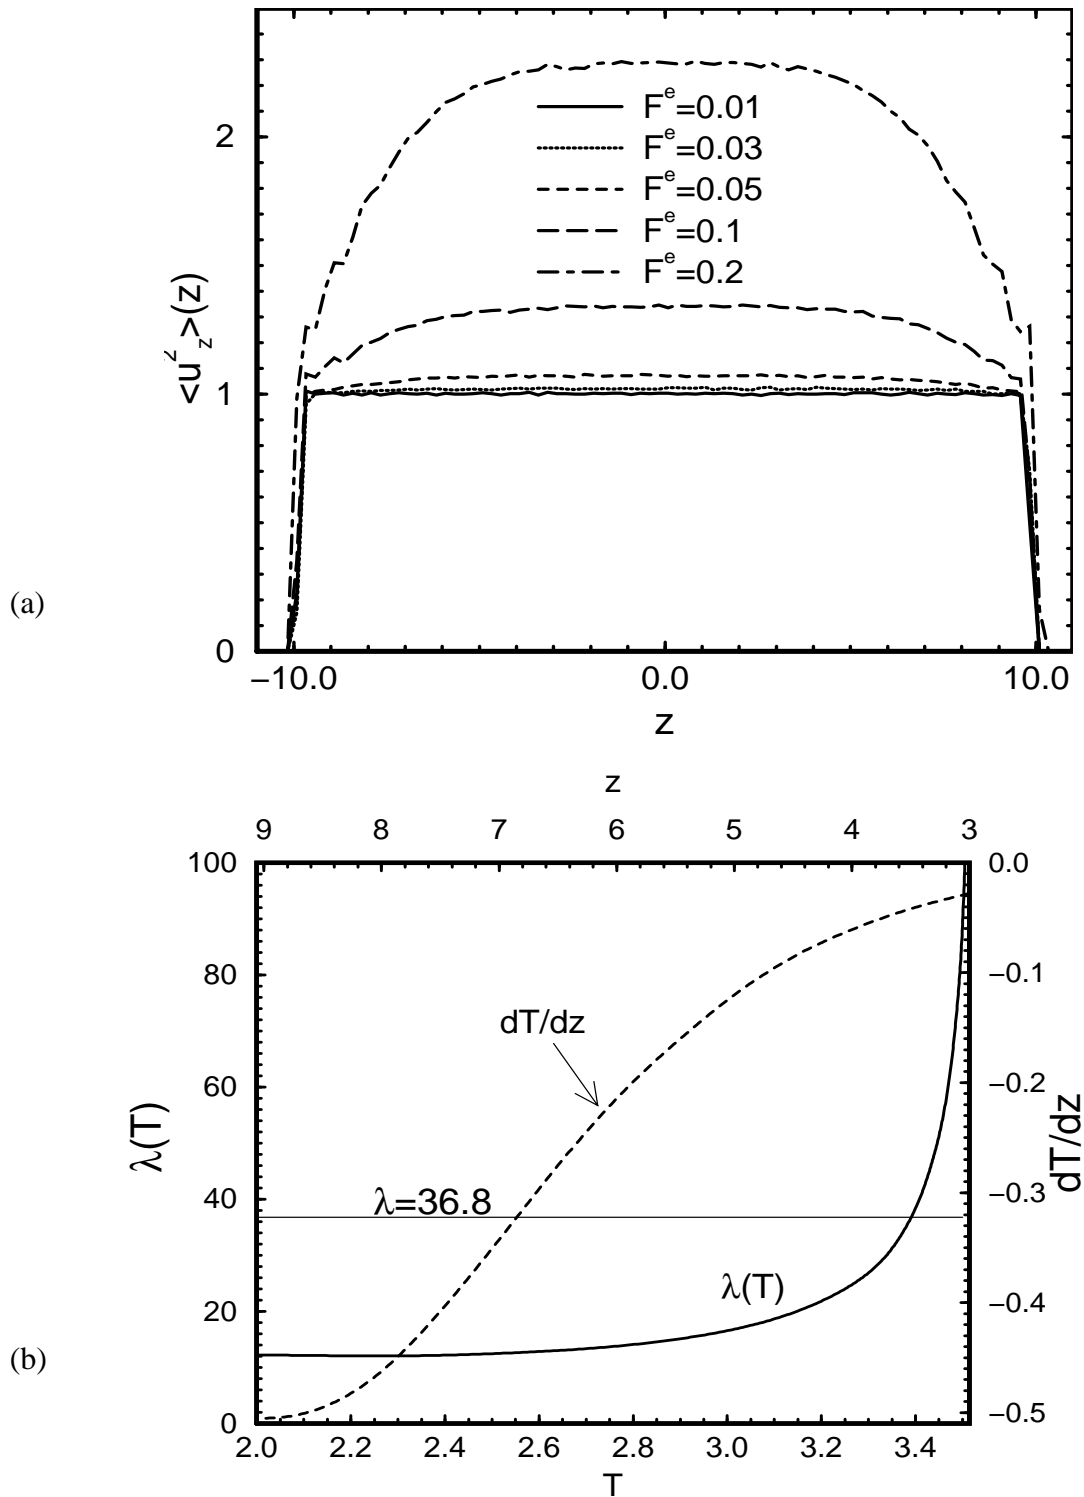 2
F^e=0.01
F^e=0.03
F^e=0.05
F^e=0.1
F^e=0.2
<u²_z>(z)
1
(a)
0
−10.0 0.0 10.0
z
z
9 8 7 6 5 4 3
100 0.0
80 −0.1
dT/dz
60 −0.2
λ(T) dT/dz
40 −0.3
λ=36.8
λ(T)
20 −0.4
(b)
0 −0.5
2.0 2.2 2.4 2.6 2.8 3.0 3.2 3.4
T